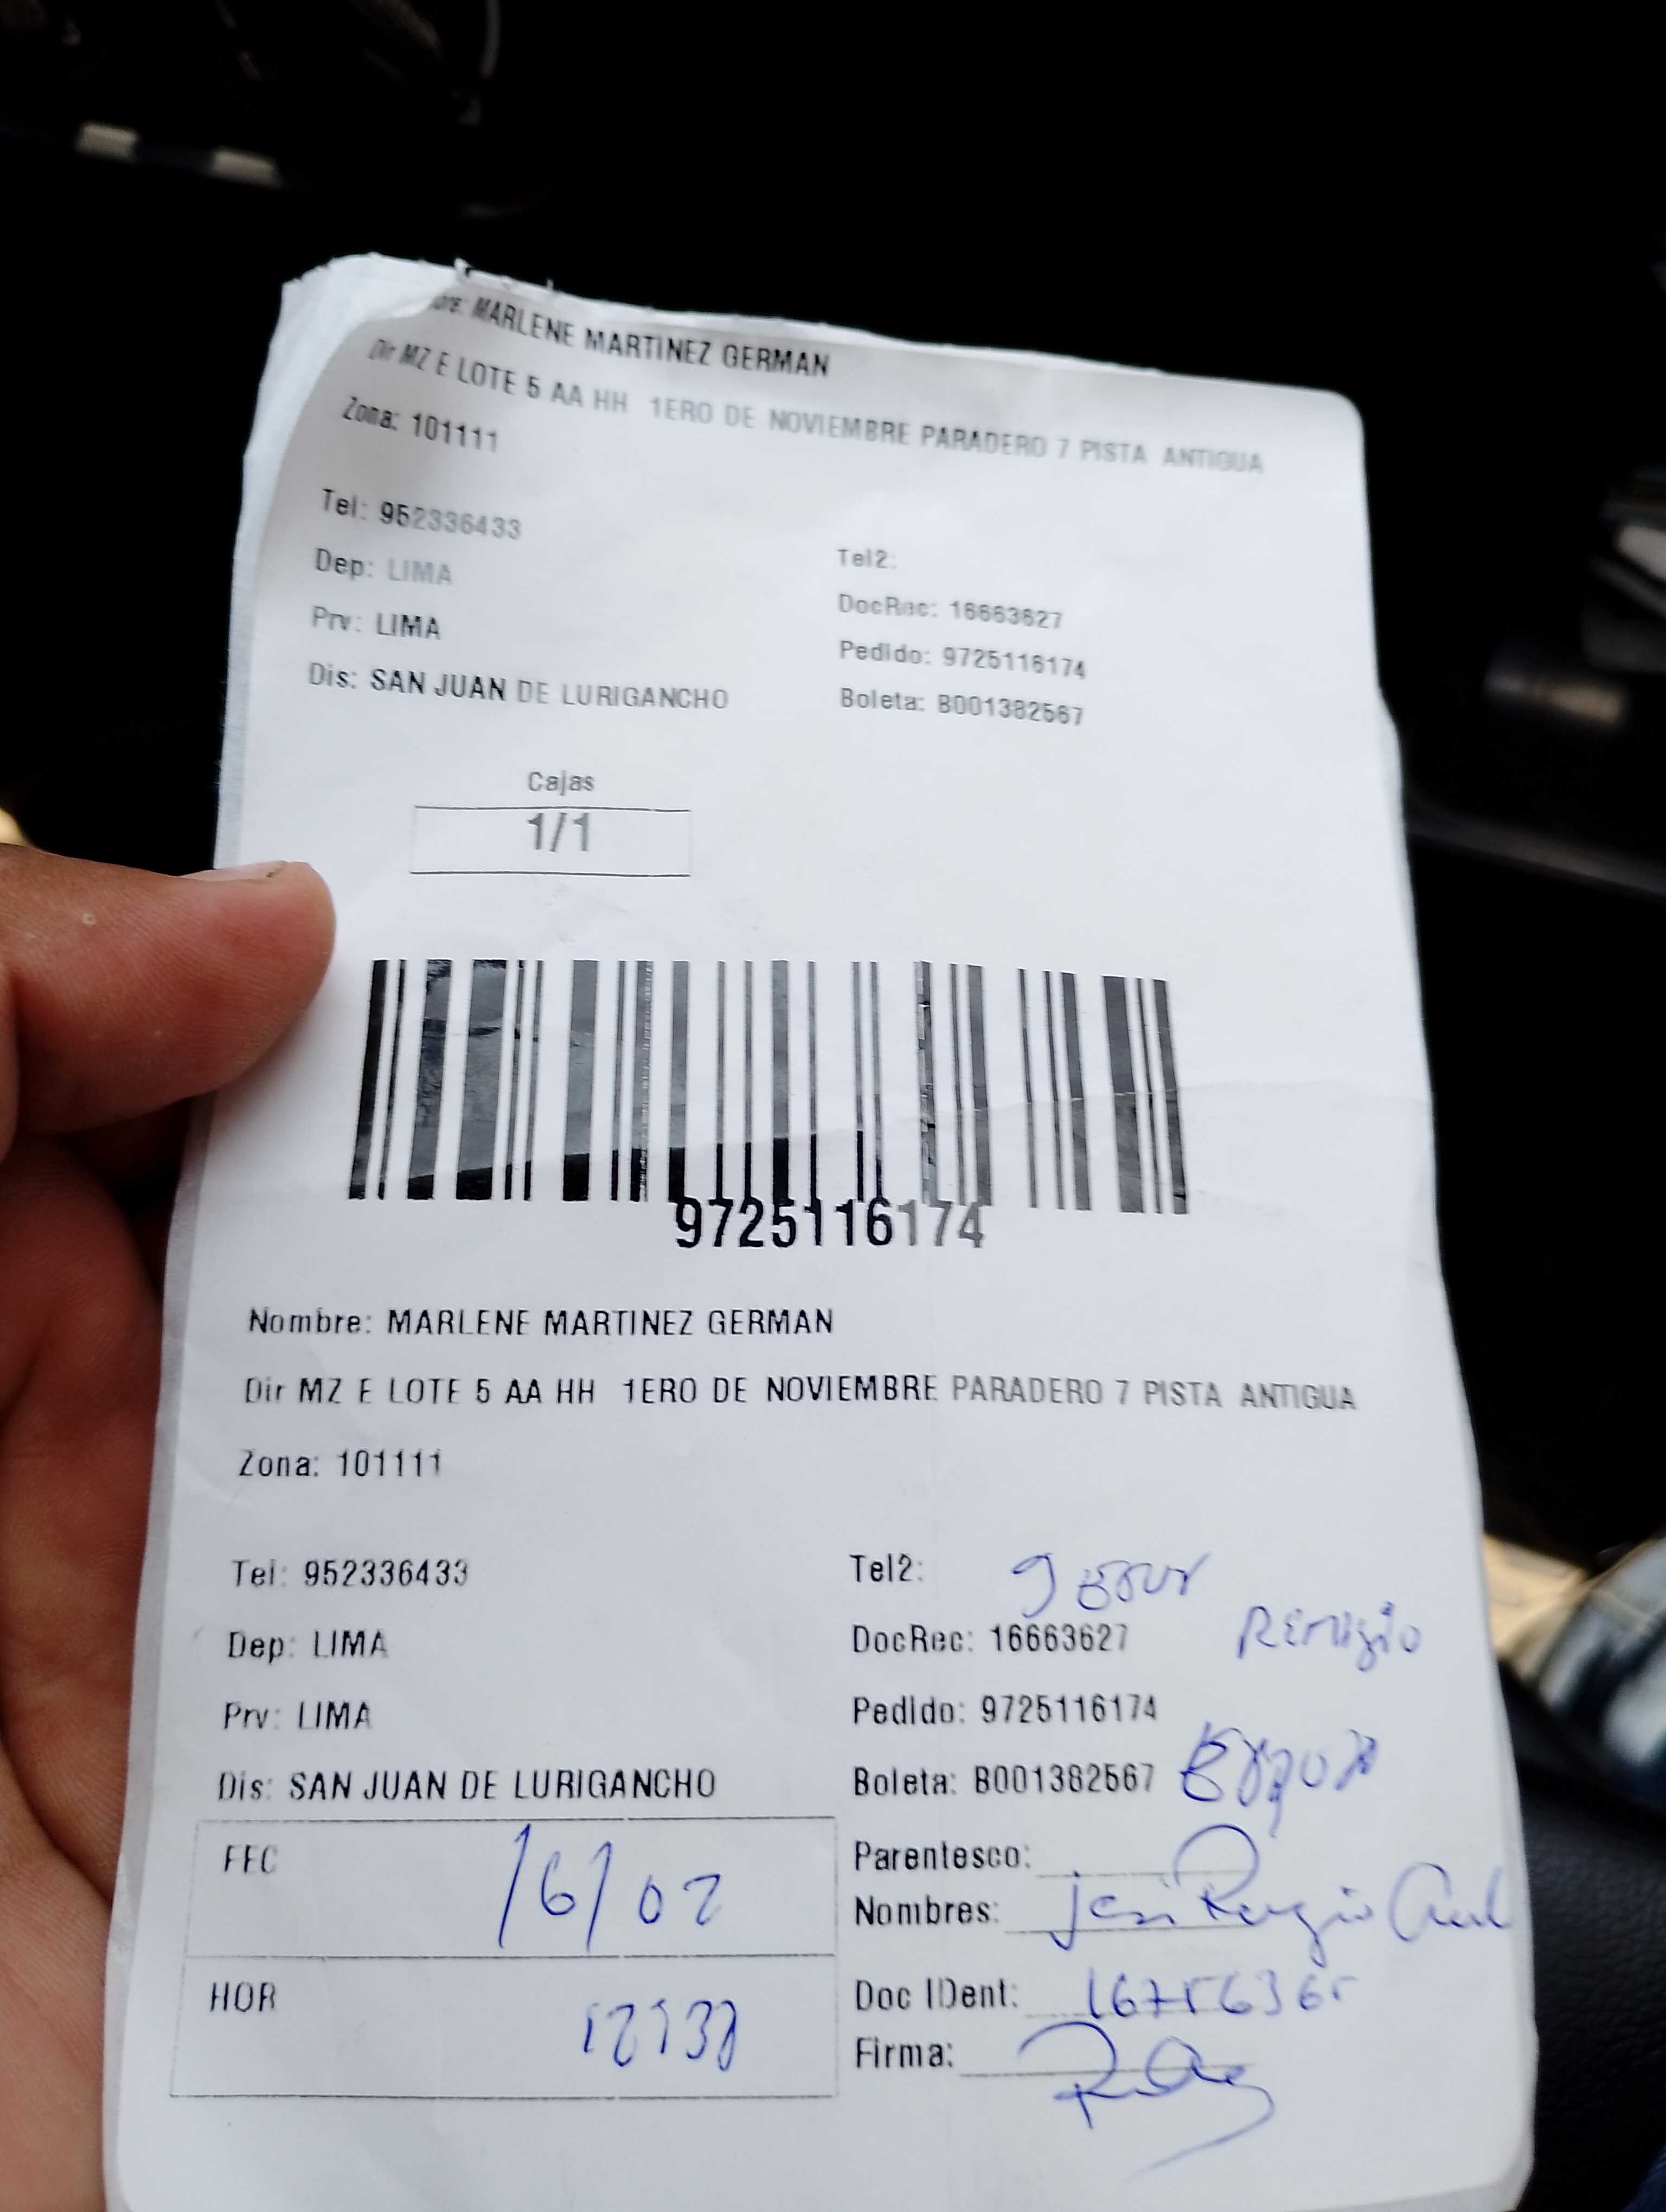 MARLENE MARTINEZ GERMAN
Dir MZ E LOTE 5 AA HH 1ERO DE NOVIEMBRE PARADERO 7 PISTA ANTIGUA
Zona: 101111
Tel: 952336433
Tel2:
Dep: LIMA
DocRec: 16663627
Prv: LIMA
Pedido: 9725116174
Dis: SAN JUAN DE LURIGANCHO
Boleta: B001382567
Cajas
1/1
9725116174
Nombre: MARLENE MARTINEZ GERMAN
Dir MZ E LOTE 5 AA HH 1ERO DE NOVIEMBRE PARADERO 7 PISTA ANTIGUA
Zona: 101111
Tel: 952336433
Tel2:
Remigio
Dep: LIMA
DocRec: 16663627
Prv: LIMA
Pedido: 9725116174
Dis: SAN JUAN DE LURIGANCHO
Boleta: B001382567
FEC 16/02
Parentesco:
Nombres:
HOR
Doc IDent:
Firma: